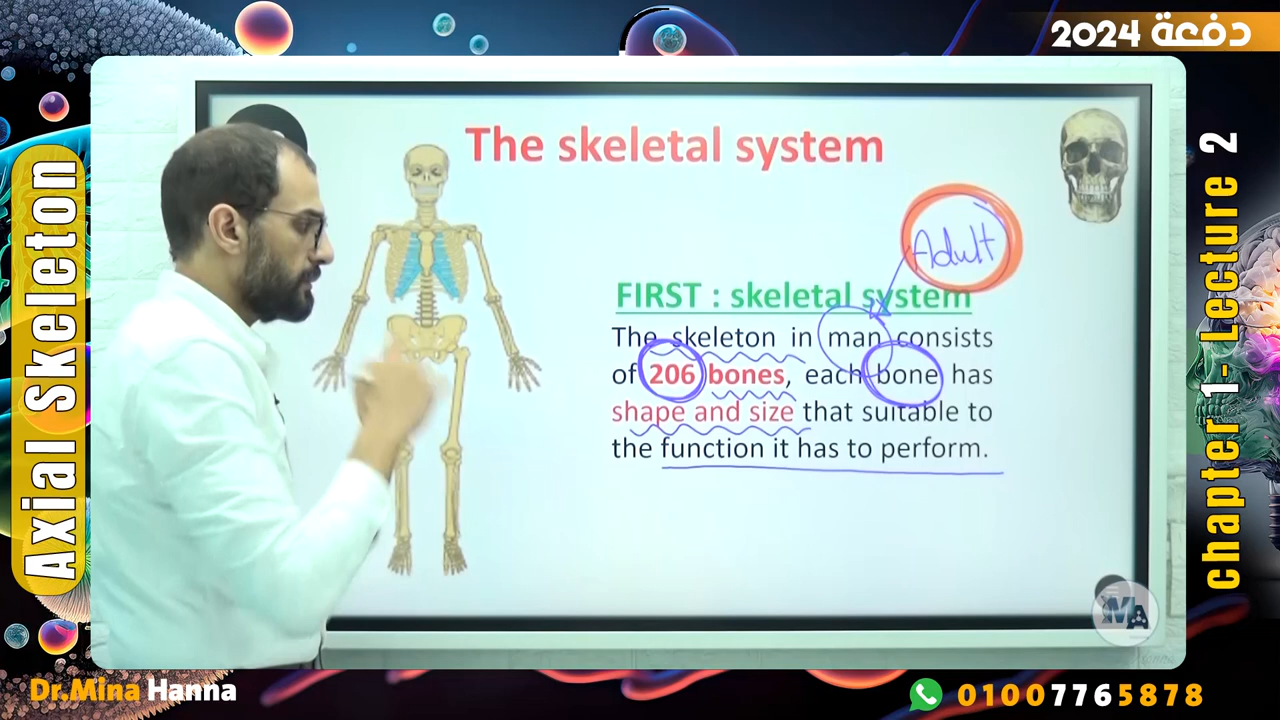 دفعة 2024
Axial Skeleton
The skeletal system
Adult
FIRST : skeletal system
The skeleton in man consists
of 206 bones, each bone has
shape and size that suitable to
the function it has to perform.
chapter 1- Lecture 2
MA
Dr.Mina Hanna
01007765878